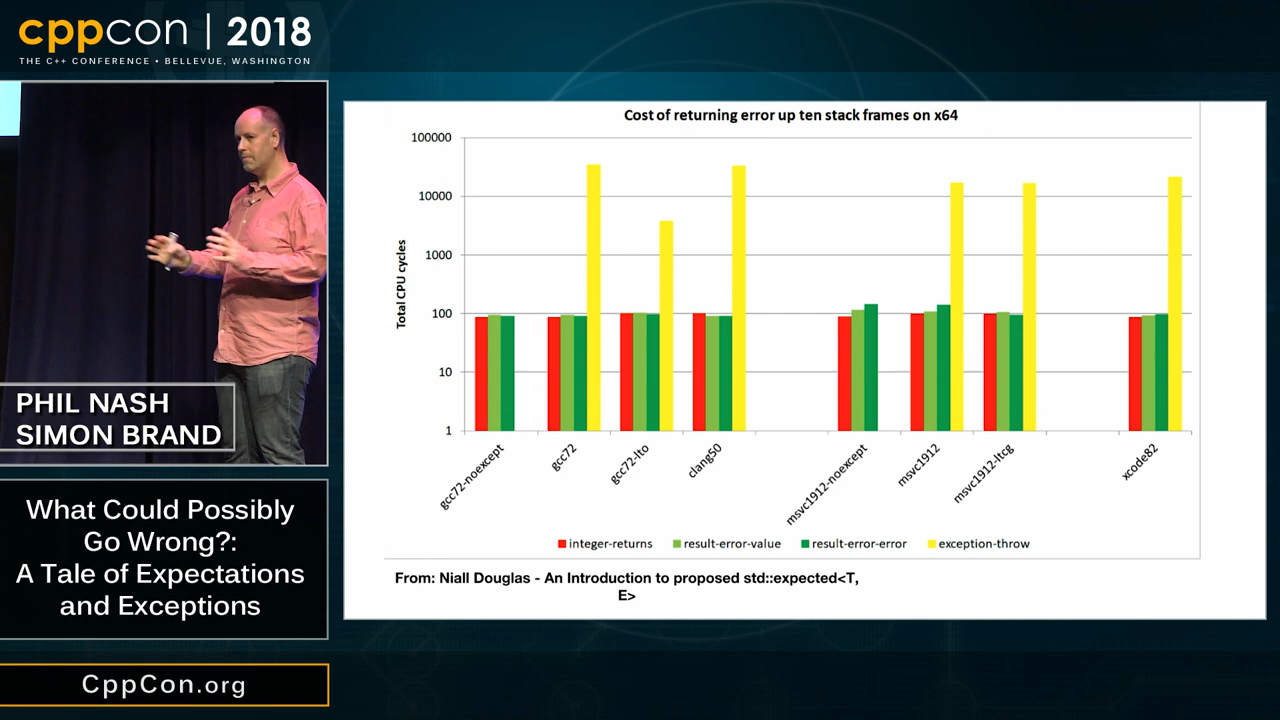 cppcon | 2018
THE C++ CONFERENCE • BELLEVUE, WASHINGTON
PHIL NASH
SIMON BRAND
What Could Possibly
Go Wrong?:
A Tale of Expectations
and Exceptions
CppCon.org
Cost of returning error up ten stack frames on x64
Total CPU cycles
100000
10000
1000
100
10
1
gcc72-noexcept
gcc72
gcc72-lto
clang50
msvc1912-noexcept
msvc1912
msvc1912-ltcg
xcode82
integer-returns result-error-value result-error-error exception-throw
From: Niall Douglas - An Introduction to proposed std::expected<T,
E>